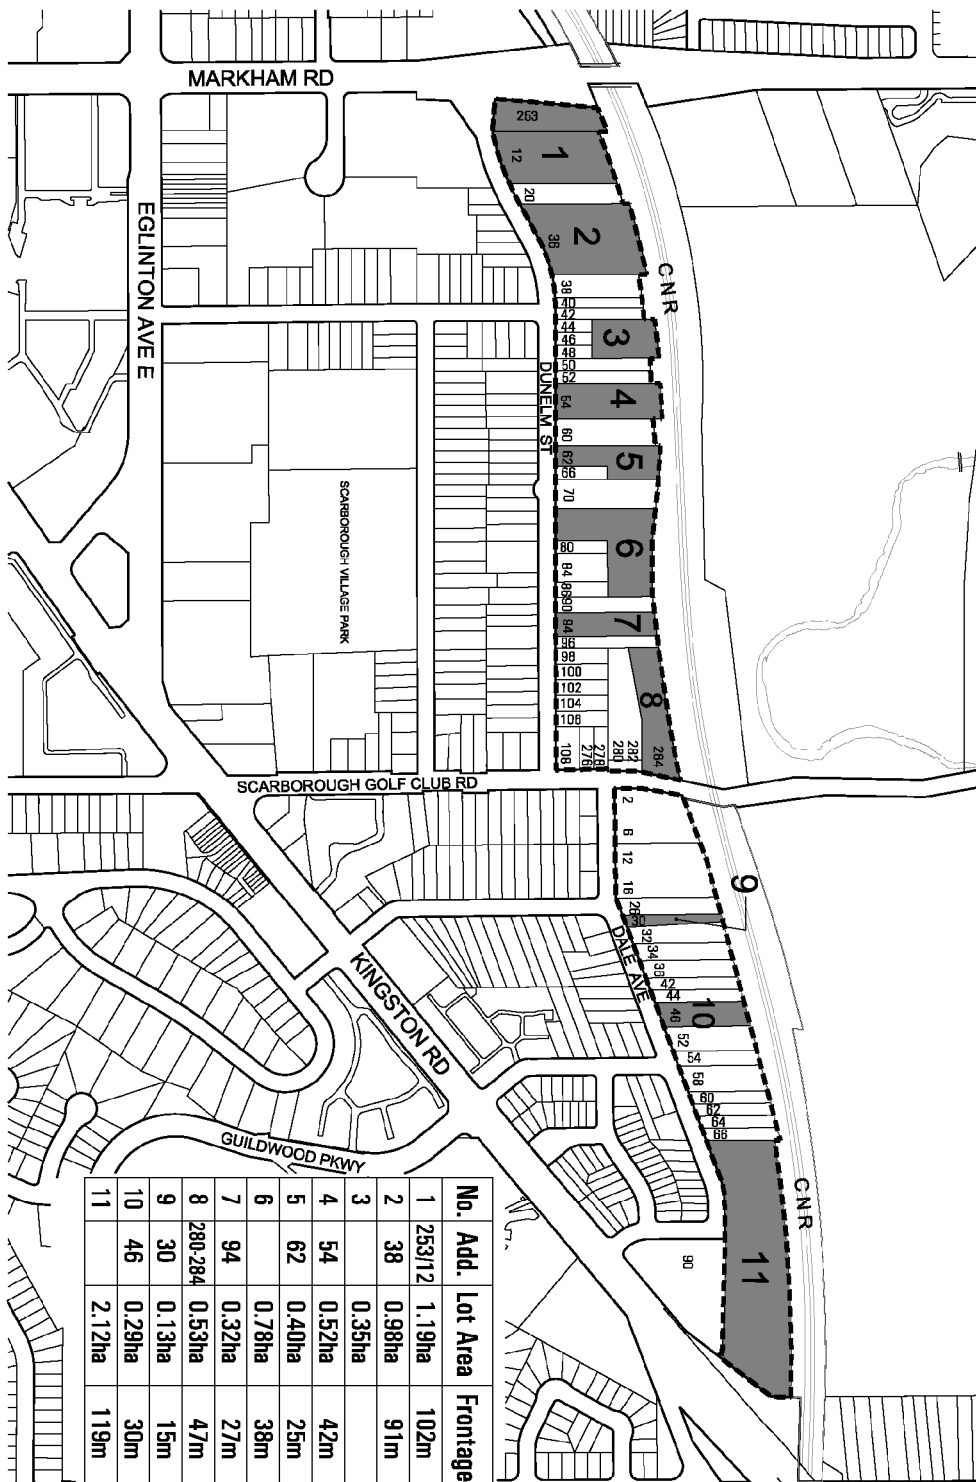 MARKHAM RD
EGLINTON AVE E
CNR
DUNELM ST
SCARBOROUGH VILLAGE PARK
SCARBOROUGH GOLF CLUB RD
DALE AVE
KINGSTON RD
GUILDWOOD PKWY
CNR
253
1
12
20
2
36
38
40
42
44
46
48
3
50
52
4
54
60
5
62
66
70
6
80
84
86
90
7
94
96
98
100
102
104
106
108
8
276
278
280
282
284
2
6
12
18
26
9
30
32
34
36
42
44
10
46
52
54
58
60
62
64
66
11
90
No. Add. Lot Area Frontage
1 253/12 1.19ha 102m
2 38 0.98ha 91m
3 0.35ha
4 54 0.52ha 42m
5 62 0.40ha 25m
6 0.78ha 38m
7 94 0.32ha 27m
8 280-284 0.53ha 47m
9 30 0.13ha 15m
10 46 0.29ha 30m
11 2.12ha 119m